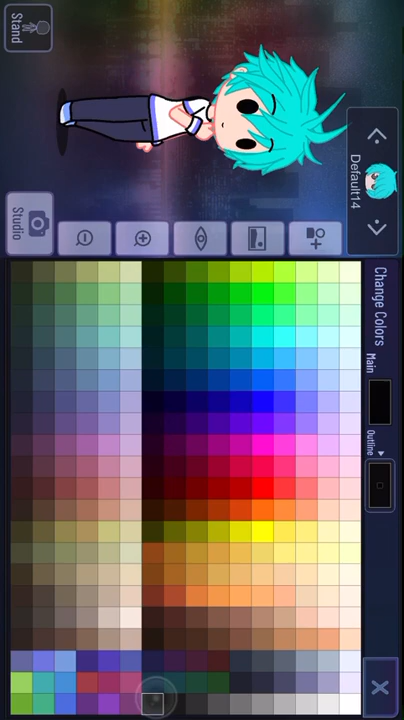 Default14
Stand
Studio
Change Colors
Main
Outline
X